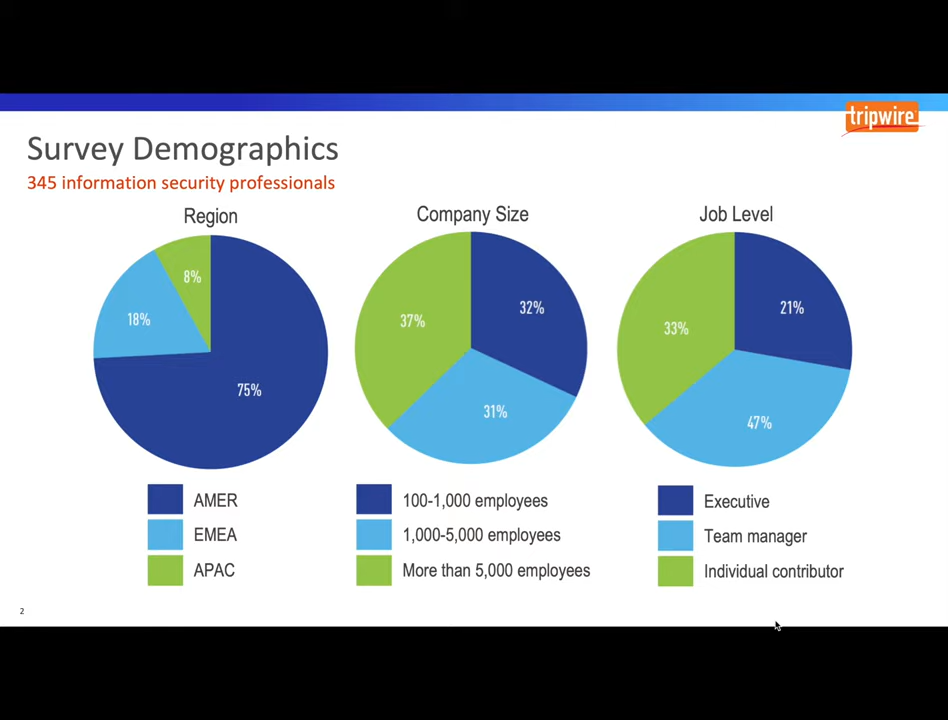 tripwire
Survey Demographics
345 information security professionals
Region
Company Size
Job Level
8%
18%
75%
37%
32%
31%
33%
21%
47%
AMER
EMEA
APAC
100-1,000 employees
1,000-5,000 employees
More than 5,000 employees
Executive
Team manager
Individual contributor
2